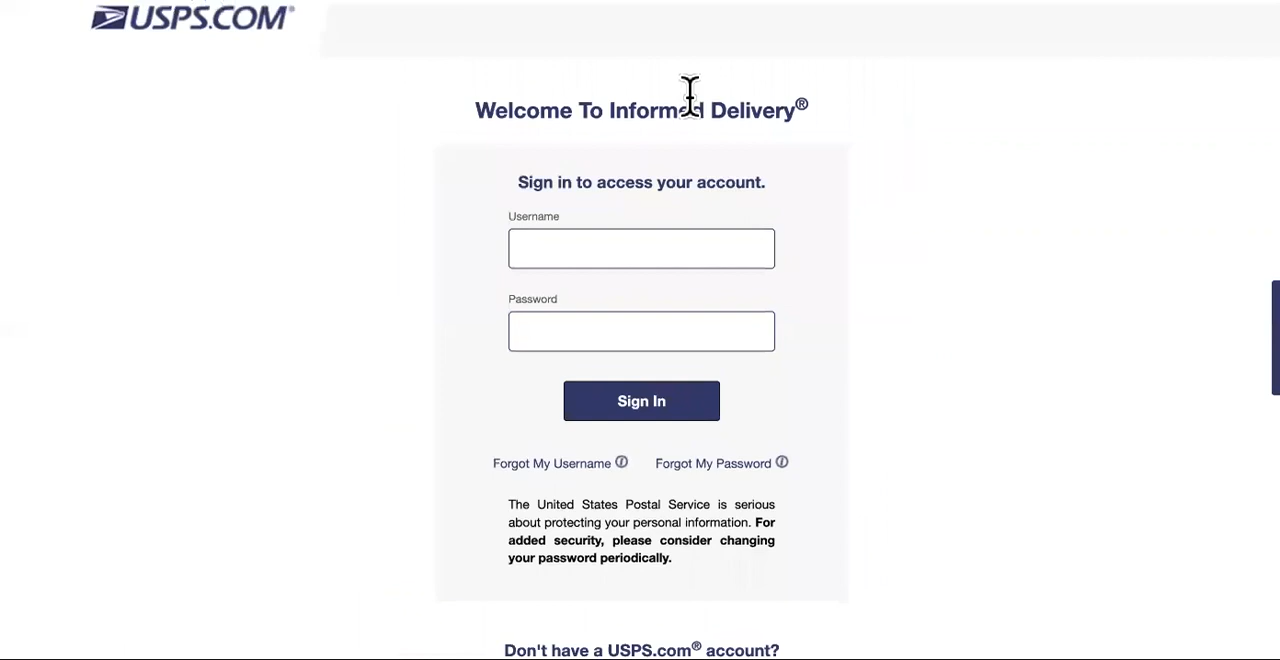 USPS.COM®
Welcome To Informed Delivery®
Sign in to access your account.
Username
Password
Sign In
Forgot My Username
Forgot My Password
The United States Postal Service is serious
about protecting your personal information. For
added security, please consider changing
your password periodically.
Don't have a USPS.com® account?